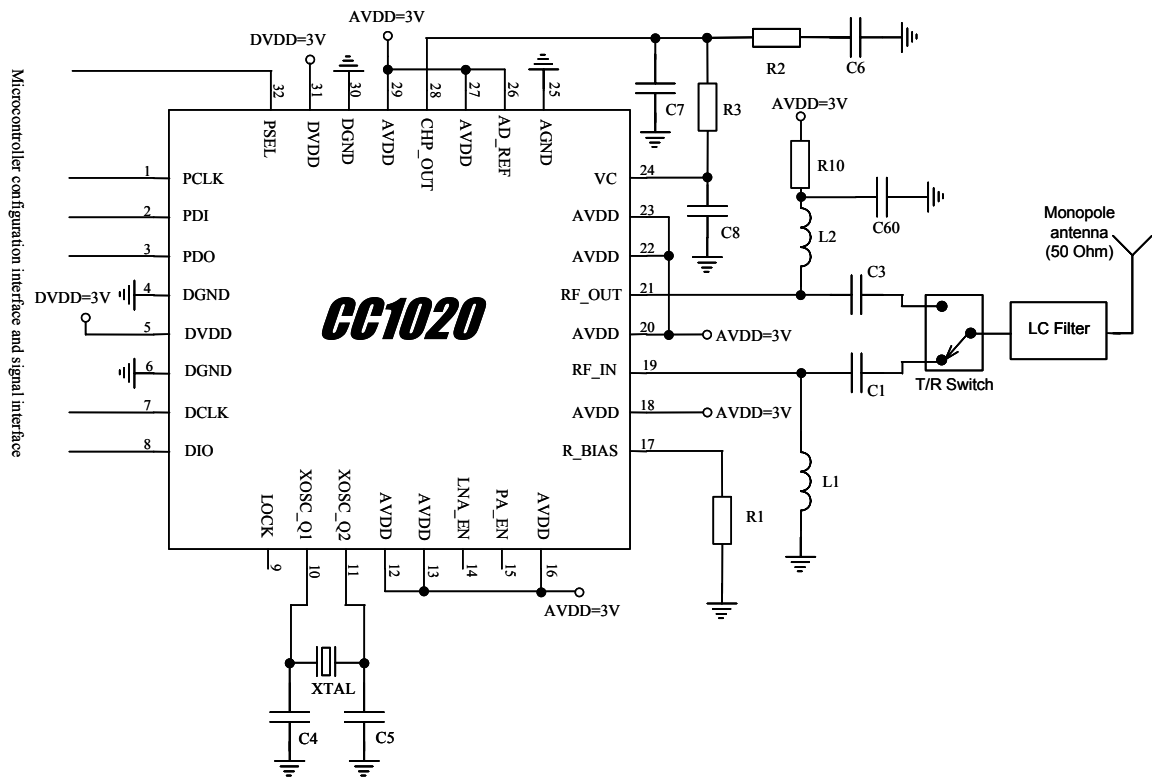 AVDD=3V
DVDD=3V
R2
C6
Microcontroller configuration interface and signal interface
32
31
30
29
28
27
26
25
C7
R3
AVDD=3V
PSEL
DVDD
DGND
AVDD
CHP_OUT
AVDD
AD_REF
AGND
R10
1
PCLK
VC
24
2
PDI
AVDD
23
C8
L2
C60
Monopole
antenna
(50 Ohm)
3
PDO
AVDD
22
DVDD=3V
4
DGND
RF_OUT
21
C3
CC1020
5
DVDD
AVDD
20
AVDD=3V
LC Filter
6
DGND
RF_IN
19
C1
T/R Switch
7
DCLK
AVDD
18
AVDD=3V
8
DIO
R_BIAS
17
L1
R1
LOCK
XOSC_Q1
XOSC_Q2
AVDD
AVDD
LNA_EN
PA_EN
AVDD
9
10
11
12
13
14
15
16
AVDD=3V
XTAL
C4
C5